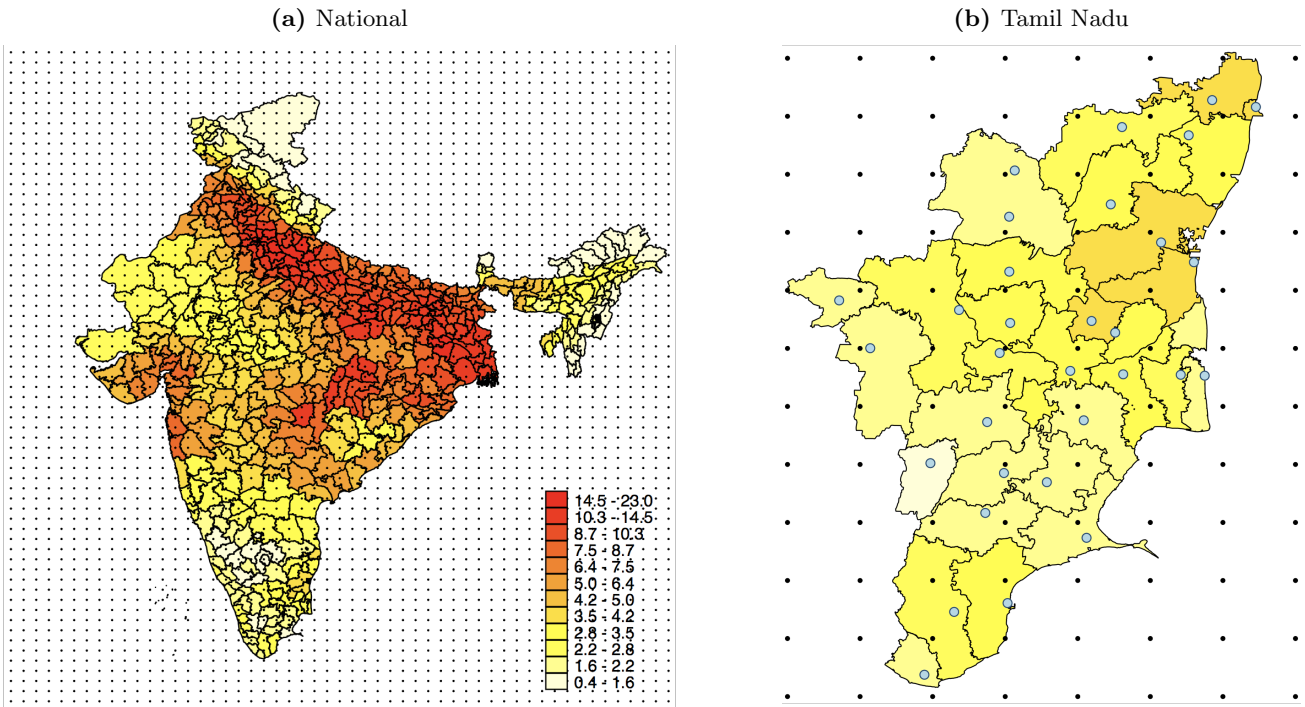 (a) National
(b) Tamil Nadu
14.5 - 23.0
10.3 - 14.5
8.7 - 10.3
7.5 - 8.7
6.4 - 7.5
5.0 - 6.4
4.2 - 5.0
3.5 - 4.2
2.8 - 3.5
2.2 - 2.8
1.6 - 2.2
0.4 - 1.6